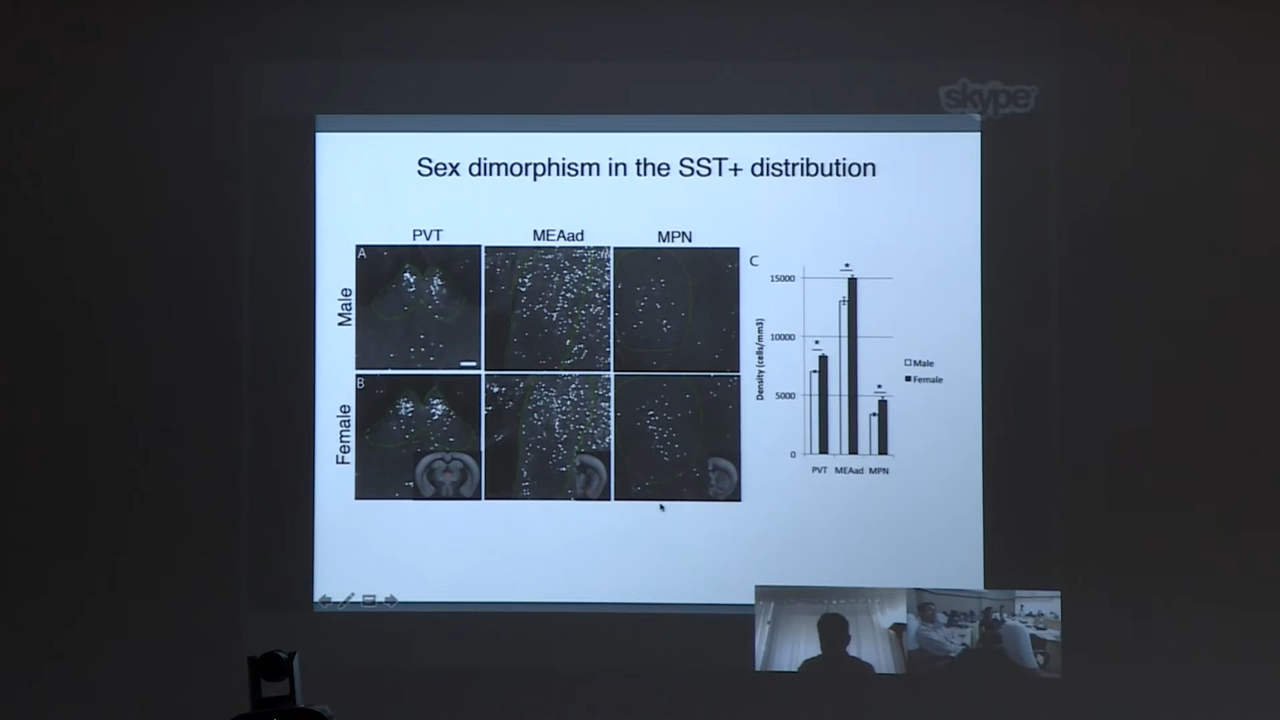 skype
Sex dimorphism in the SST+ distribution
PVT MEAad MPN
Male
Female
A
B
C
Density (cells/mm3)
15000
10000
5000
0
PVT MEAad MPN
* * *
Male
Female